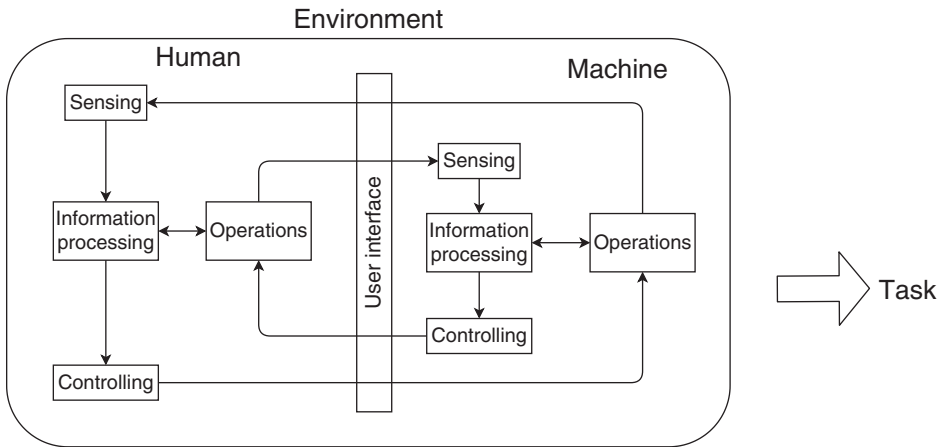 Environment
Human
Machine
Sensing
Information
processing
Operations
Controlling
User interface
Sensing
Information
processing
Operations
Controlling
Task